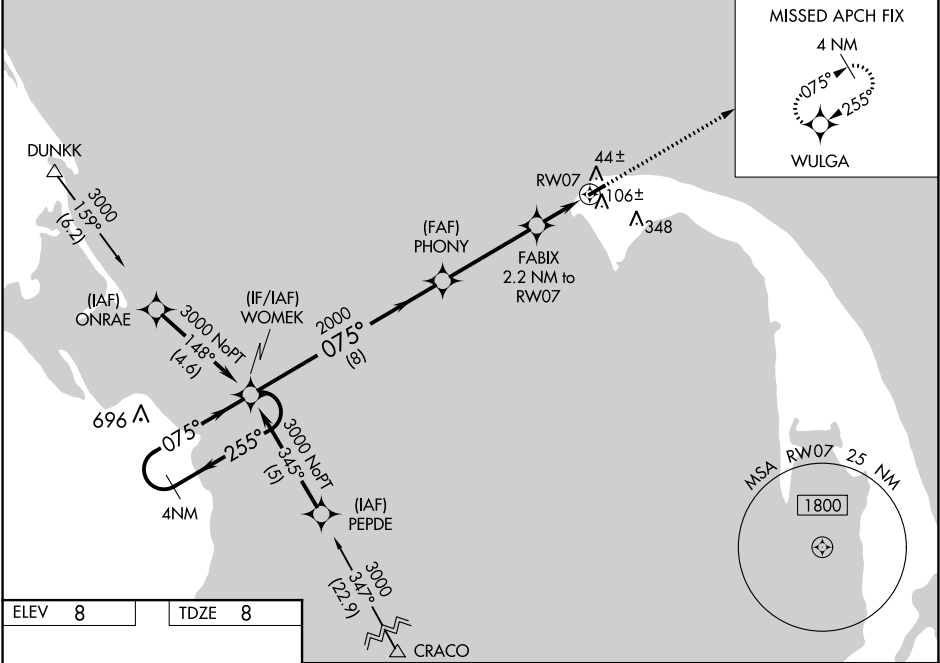 MISSED APCH FIX
4 NM
075°
255°
WULGA
DUNKK
3000
159°
(6.2)
44±
RW07
106±
348
(FAF)
PHONY
FABIX
2.2 NM to
RW07
(IAF)
ONRAE
3000 NoPT
148°
(4.6)
(IF/IAF)
WOMEK
2000
075°
(8)
696
075°
255°
4NM
3000 NoPT
345°
(5)
(IAF)
PEPDE
MSA RW07 25 NM
1800
3000
347°
(22.9)
CRACO
ELEV 8
TDZE 8